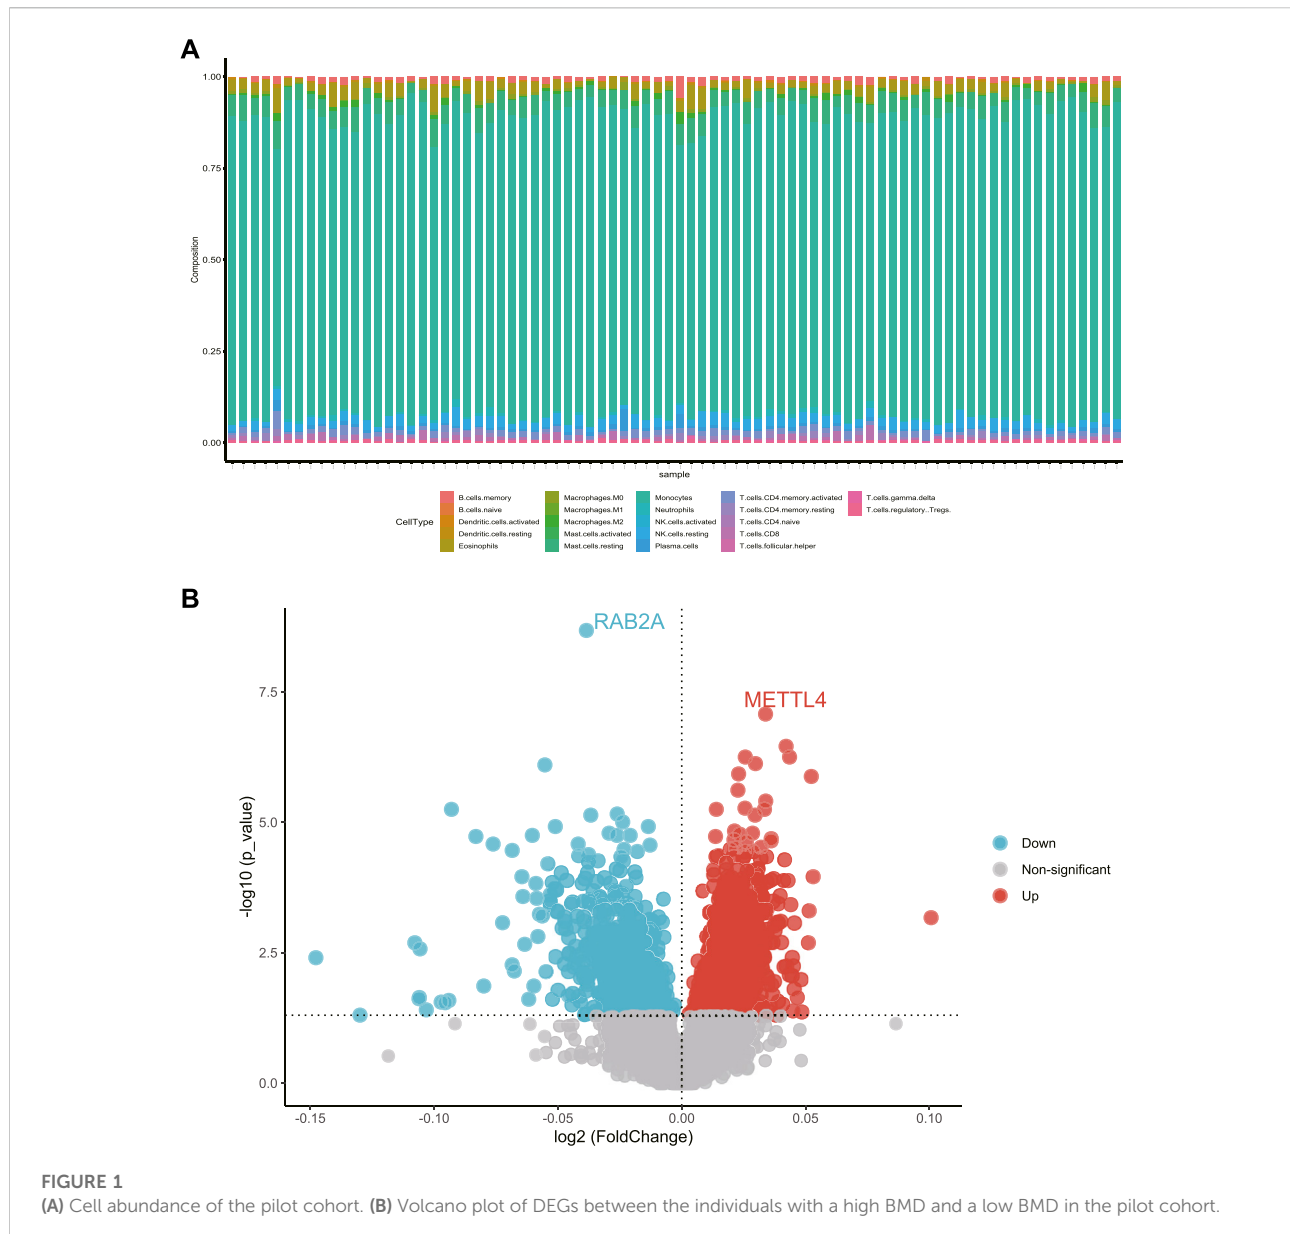 A
1.00
0.75
0.50
0.25
0.00
Composition
sample
CellType
B.cells.memory
B.cells.naive
Dendritic.cells.activated
Dendritic.cells.resting
Eosinophils
Macrophages.M0
Macrophages.M1
Macrophages.M2
Mast.cells.activated
Mast.cells.resting
Monocytes
Neutrophils
NK.cells.activated
NK.cells.resting
Plasma.cells
T.cells.CD4.memory.activated
T.cells.CD4.memory.resting
T.cells.CD4.naive
T.cells.CD8
T.cells.follicular.helper
T.cells.gamma.delta
T.cells.regulatory..Tregs.
B
RAB2A
METTL4
7.5
5.0
2.5
0.0
-log10 (p_value)
-0.15 -0.10 -0.05 0.00 0.05 0.10
log2 (FoldChange)
Down
Non-significant
Up
FIGURE 1
(A) Cell abundance of the pilot cohort. (B) Volcano plot of DEGs between the individuals with a high BMD and a low BMD in the pilot cohort.